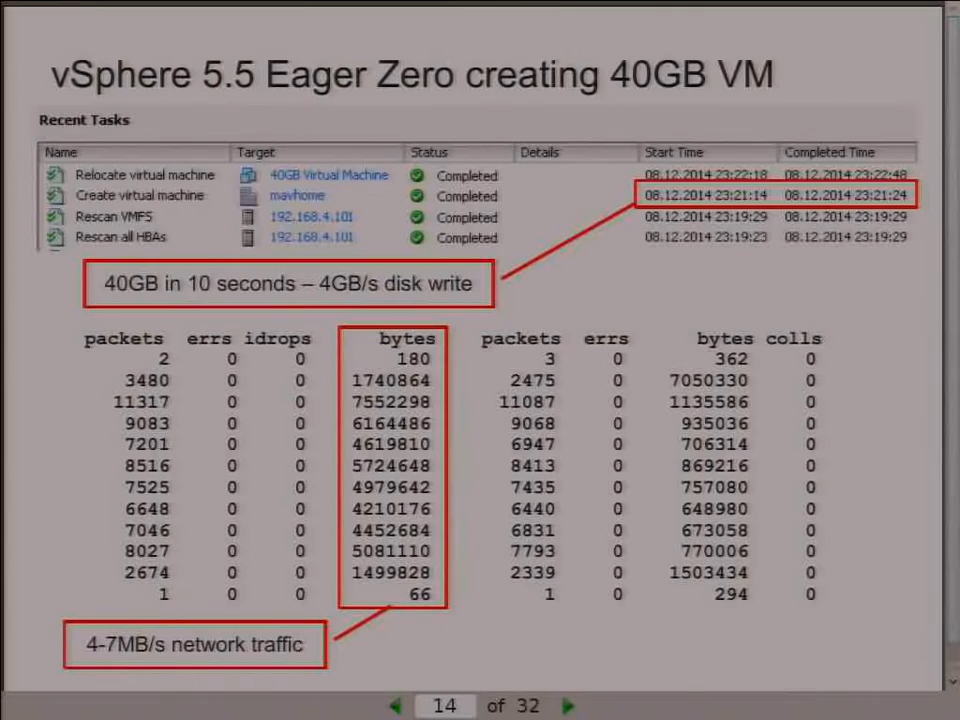 vSphere 5.5 Eager Zero creating 40GB VM
Recent Tasks
Name Target Status Details Start Time Completed Time
Relocate virtual machine 40GB Virtual Machine Completed 08.12.2014 23:22:18 08.12.2014 23:22:48
Create virtual machine mavhome Completed 08.12.2014 23:21:14 08.12.2014 23:21:24
Rescan VMFS 192.168.4.101 Completed 08.12.2014 23:19:29 08.12.2014 23:19:29
Rescan all HBAs 192.168.4.101 Completed 08.12.2014 23:19:23 08.12.2014 23:19:29
40GB in 10 seconds – 4GB/s disk write
packets errs idrops bytes packets errs bytes colls
2 0 0 180 3 0 362 0
3480 0 0 1740864 2475 0 7050330 0
11317 0 0 7552298 11087 0 1135586 0
9083 0 0 6164486 9068 0 935036 0
7201 0 0 4619810 6947 0 706314 0
8516 0 0 5724648 8413 0 869216 0
7525 0 0 4979642 7435 0 757080 0
6648 0 0 4210176 6440 0 648980 0
7046 0 0 4452684 6831 0 673058 0
8027 0 0 5081110 7793 0 770006 0
2674 0 0 1499828 2339 0 1503434 0
1 0 0 66 1 0 294 0
4-7MB/s network traffic
14 of 32